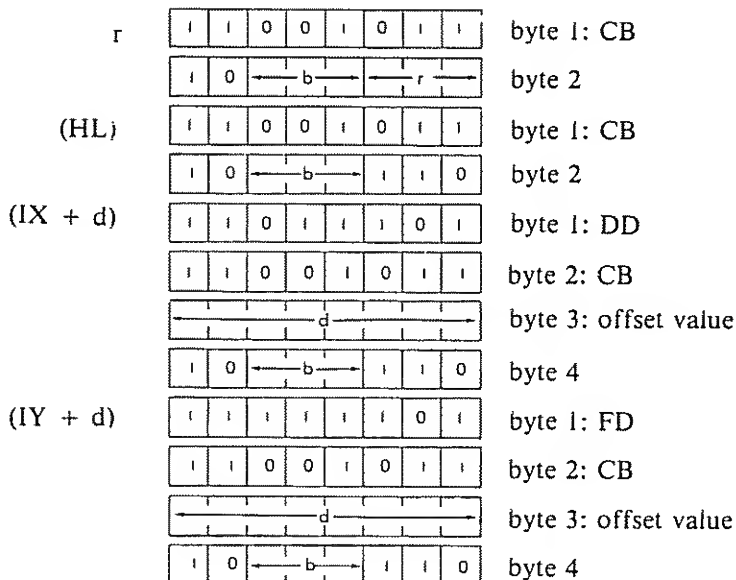 r 1 1 0 0 1 0 1 1 byte 1: CB
1 0 b r byte 2
(HL) 1 1 0 0 1 0 1 1 byte 1: CB
1 0 b 1 1 0 byte 2
(IX + d) 1 1 0 1 1 1 0 1 byte 1: DD
1 1 0 0 1 0 1 1 byte 2: CB
d byte 3: offset value
1 0 b 1 1 0 byte 4
(IY + d) 1 1 1 1 1 1 0 1 byte 1: FD
1 1 0 0 1 0 1 1 byte 2: CB
d byte 3: offset value
1 0 b 1 1 0 byte 4